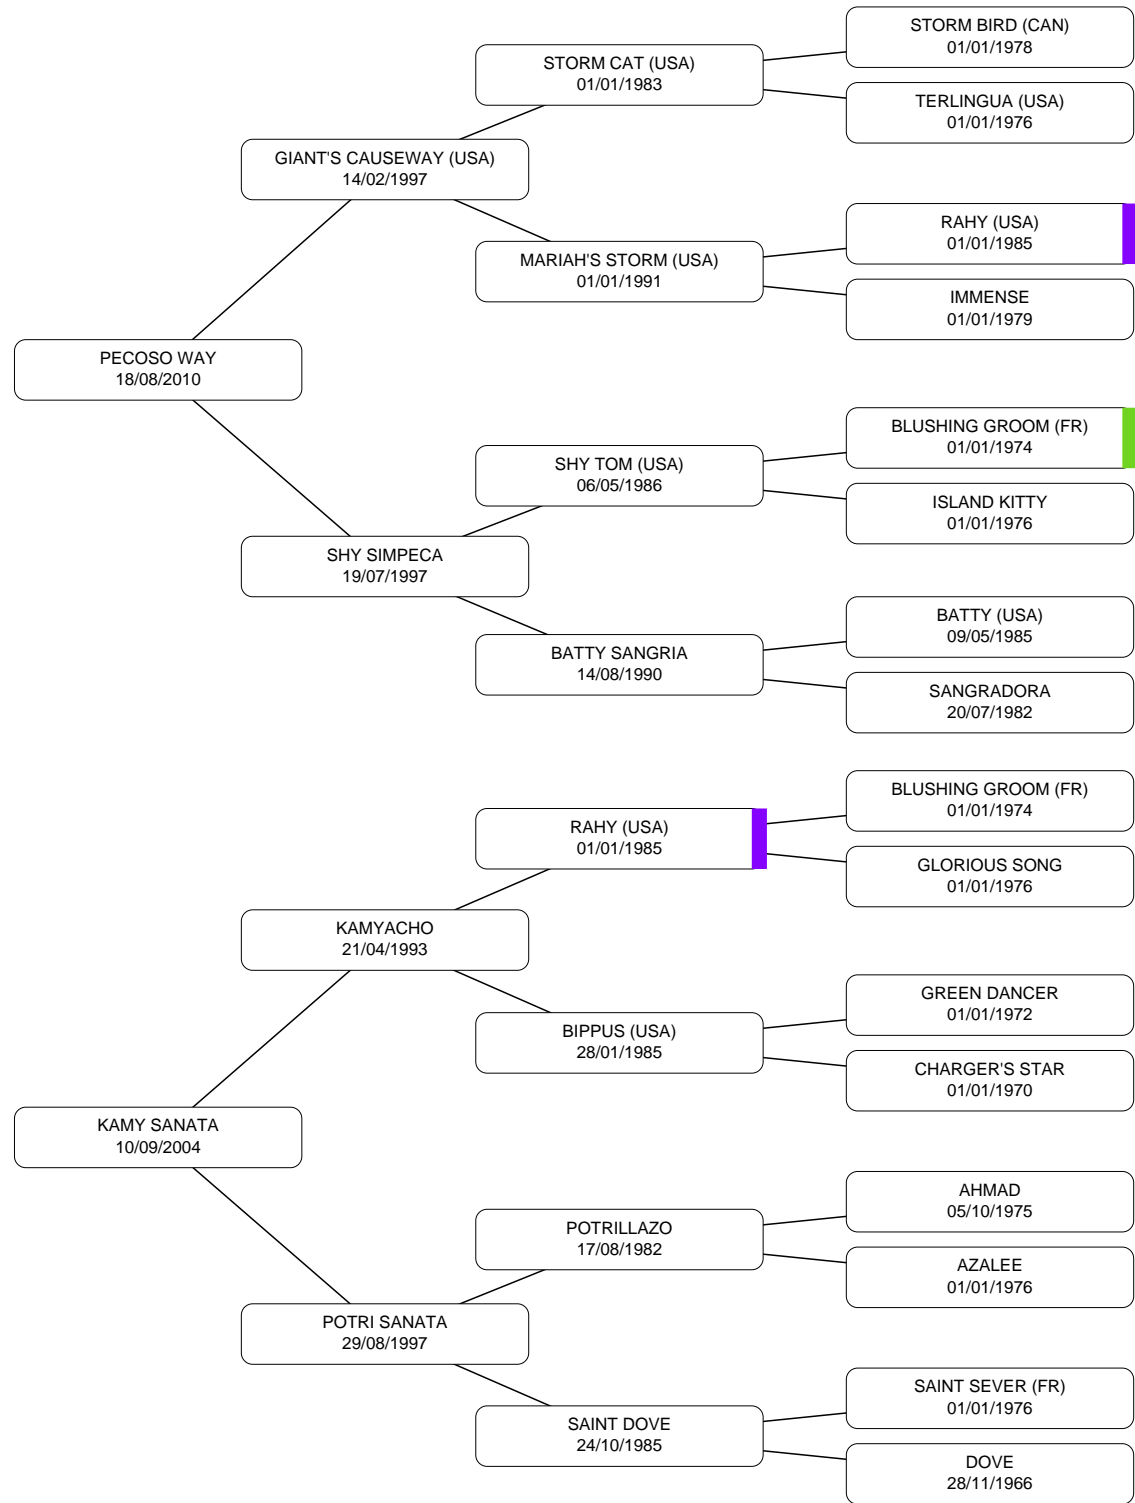 STORM BIRD (CAN)
01/01/1978
STORM CAT (USA)
01/01/1983
TERLINGUA (USA)
01/01/1976
GIANT'S CAUSEWAY (USA)
14/02/1997
RAHY (USA)
01/01/1985
MARIAH'S STORM (USA)
01/01/1991
IMMENSE
01/01/1979
PECOSO WAY
18/08/2010
BLUSHING GROOM (FR)
01/01/1974
SHY TOM (USA)
06/05/1986
ISLAND KITTY
01/01/1976
SHY SIMPECA
19/07/1997
BATTY (USA)
09/05/1985
BATTY SANGRIA
14/08/1990
SANGRADORA
20/07/1982
BLUSHING GROOM (FR)
01/01/1974
RAHY (USA)
01/01/1985
GLORIOUS SONG
01/01/1976
KAMYACHO
21/04/1993
GREEN DANCER
01/01/1972
BIPPUS (USA)
28/01/1985
CHARGER'S STAR
01/01/1970
KAMY SANATA
10/09/2004
AHMAD
05/10/1975
POTRILLAZO
17/08/1982
AZALEE
01/01/1976
POTRI SANATA
29/08/1997
SAINT SEVER (FR)
01/01/1976
SAINT DOVE
24/10/1985
DOVE
28/11/1966